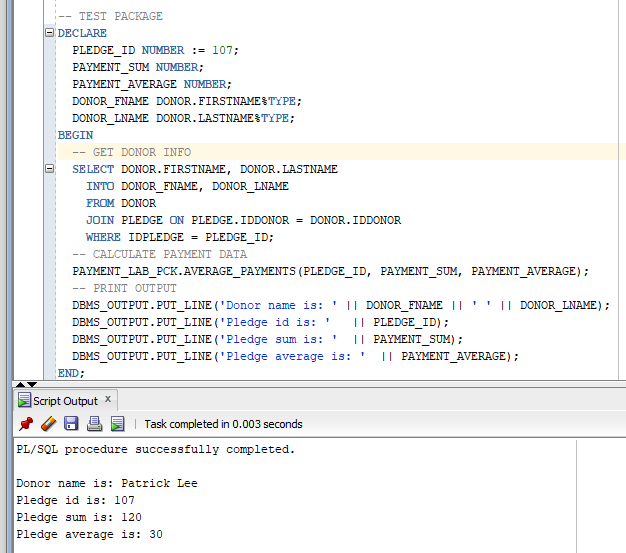 -- TEST PACKAGE
DECLARE
PLEDGE_ID NUMBER := 107;
PAYMENT_SUM NUMBER;
PAYMENT_AVERAGE NUMBER;
DONOR_FNAME DONOR.FIRSTNAME%TYPE;
DONOR_LNAME DONOR.LASTNAME%TYPE;
BEGIN
-- GET DONOR INFO
SELECT DONOR.FIRSTNAME, DONOR.LASTNAME
INTO DONOR_FNAME, DONOR_LNAME
FROM DONOR
JOIN PLEDGE ON PLEDGE.IDDONOR = DONOR.IDDONOR
WHERE IDPLEDGE = PLEDGE_ID;
-- CALCULATE PAYMENT DATA
PAYMENT_LAB_PCK.AVERAGE_PAYMENTS(PLEDGE_ID, PAYMENT_SUM, PAYMENT_AVERAGE);
-- PRINT OUTPUT
DBMS_OUTPUT.PUT_LINE('Donor name is: ' || DONOR_FNAME || ' ' || DONOR_LNAME);
DBMS_OUTPUT.PUT_LINE('Pledge id is: '  || PLEDGE_ID);
DBMS_OUTPUT.PUT_LINE('Pledge sum is: '  || PAYMENT_SUM);
DBMS_OUTPUT.PUT_LINE('Pledge average is: '  || PAYMENT_AVERAGE);
END;
Script Output x
Task completed in 0.003 seconds
PL/SQL procedure successfully completed.
Donor name is: Patrick Lee
Pledge id is: 107
Pledge sum is: 120
Pledge average is: 30